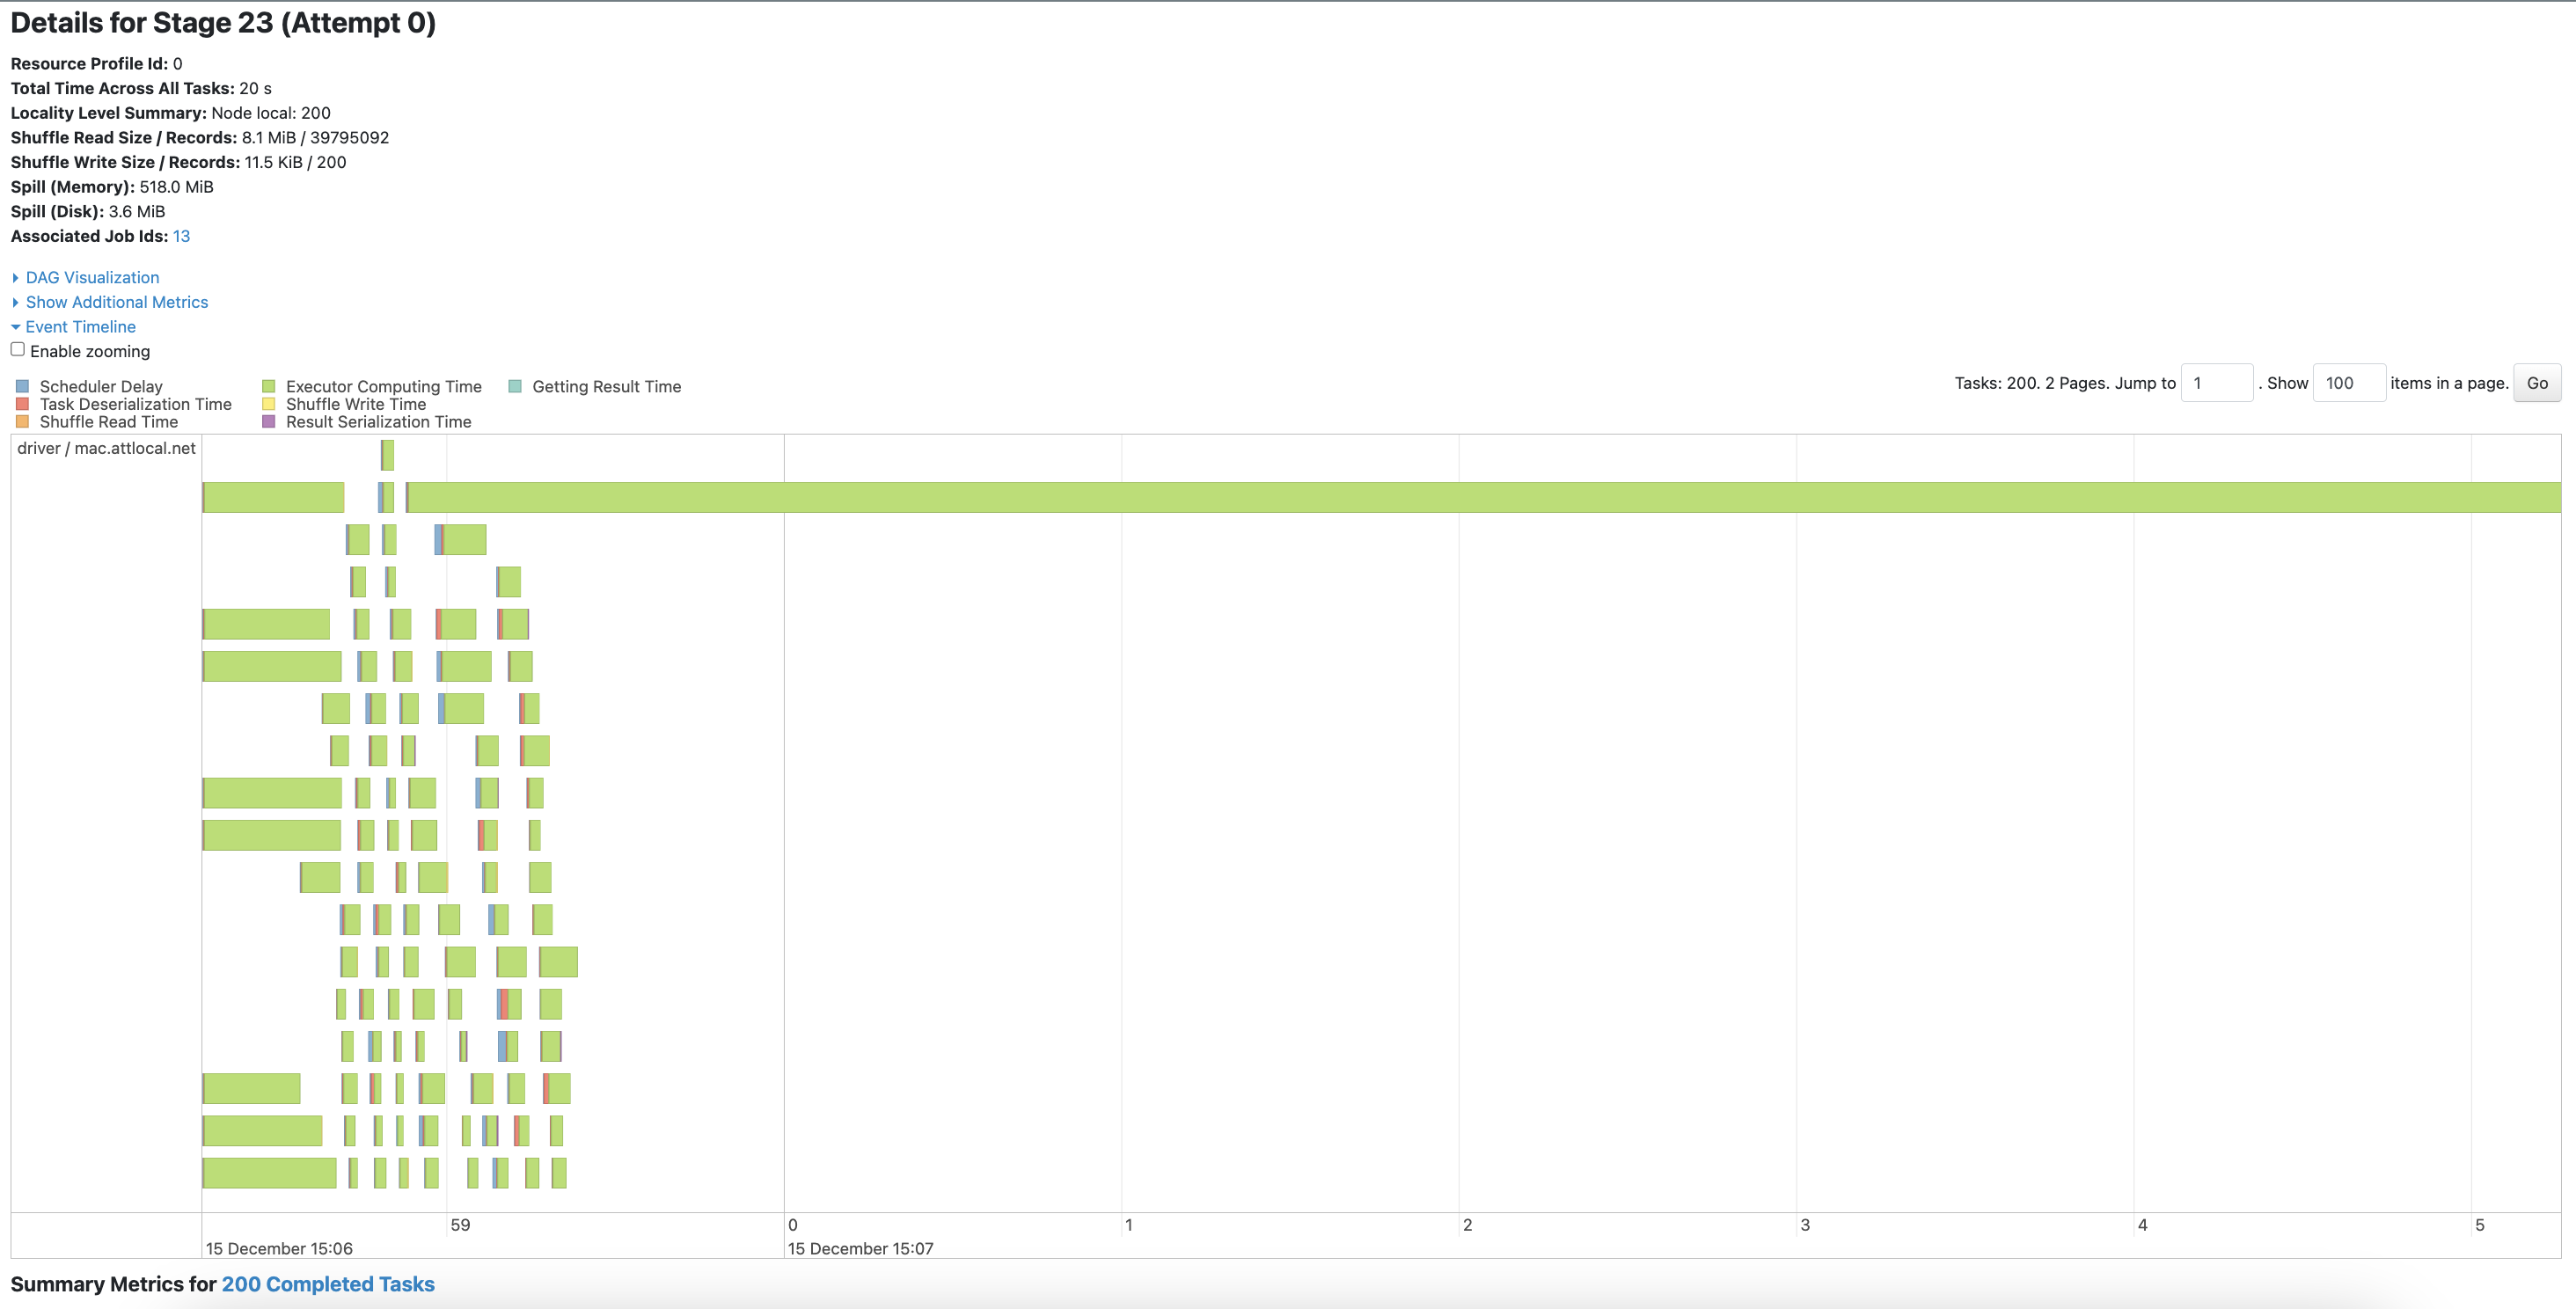 Details for Stage 23 (Attempt 0)
Resource Profile Id: 0
Total Time Across All Tasks: 20 s
Locality Level Summary: Node local: 200
Shuffle Read Size / Records: 8.1 MiB / 39795092
Shuffle Write Size / Records: 11.5 KiB / 200
Spill (Memory): 518.0 MiB
Spill (Disk): 3.6 MiB
Associated Job Ids: 13
DAG Visualization
Show Additional Metrics
Event Timeline
Enable zooming
Scheduler Delay
Task Deserialization Time
Shuffle Read Time
Executor Computing Time
Shuffle Write Time
Result Serialization Time
Getting Result Time
Tasks: 200. 2 Pages. Jump to 1 . Show 100 items in a page. Go
driver / mac.attlocal.net
59 0 1 2 3 4 5
15 December 15:06 15 December 15:07
Summary Metrics for 200 Completed Tasks